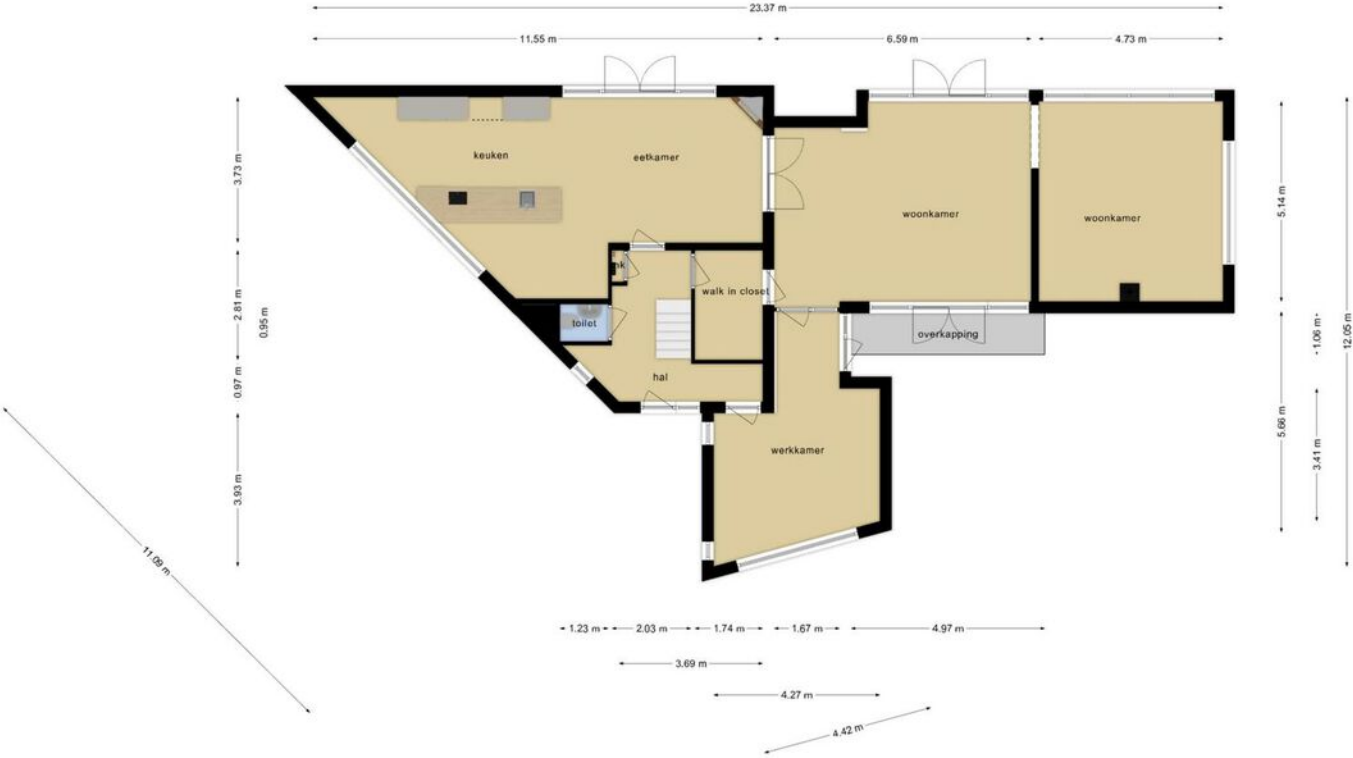 23.37 m
11.55 m
6.59 m
4.73 m
keuken
eetkamer
3.73 m
woonkamer
woonkamer
5.14 m
walk in closet
2.81 m
0.95 m
toilet
overkapping
1.06 m
12.05 m
hal
0.97 m
werkkamer
5.66 m
3.41 m
3.93 m
11.09 m
1.23 m
2.03 m
1.74 m
1.67 m
4.97 m
3.69 m
4.27 m
4.42 m